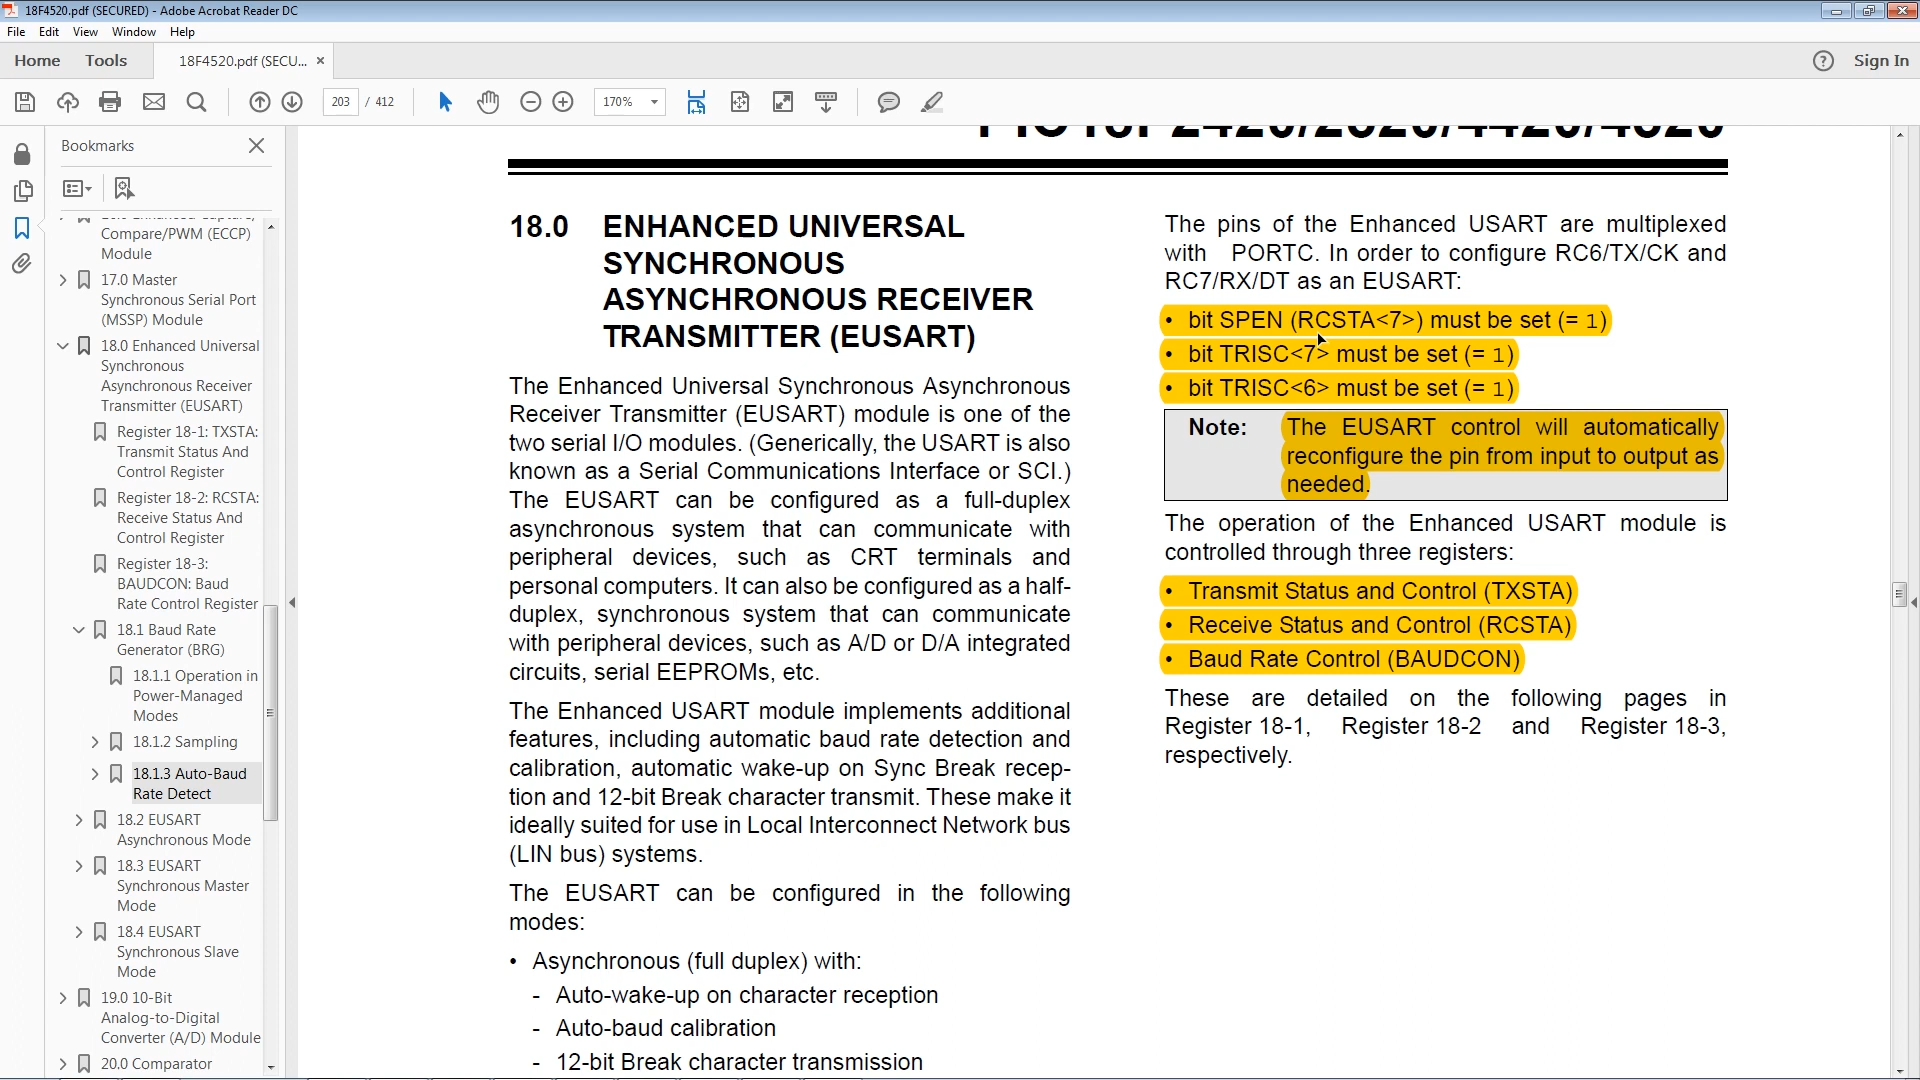 18F4520.pdf (SECURED) - Adobe Acrobat Reader DC
File Edit View Window Help
Home Tools 18F4520.pdf (SECU... × ? Sign In
203 / 412 170%
Bookmarks
Compare/PWM (ECCP)
Module
17.0 Master
Synchronous Serial Port
(MSSP) Module
18.0 Enhanced Universal
Synchronous
Asynchronous Receiver
Transmitter (EUSART)
Register 18-1: TXSTA:
Transmit Status And
Control Register
Register 18-2: RCSTA:
Receive Status And
Control Register
Register 18-3:
BAUDCON: Baud
Rate Control Register
18.1 Baud Rate
Generator (BRG)
18.1.1 Operation in
Power-Managed
Modes
18.1.2 Sampling
18.1.3 Auto-Baud
Rate Detect
18.2 EUSART
Asynchronous Mode
18.3 EUSART
Synchronous Master
Mode
18.4 EUSART
Synchronous Slave
Mode
19.0 10-Bit
Analog-to-Digital
Converter (A/D) Module
20.0 Comparator
18.0 ENHANCED UNIVERSAL
SYNCHRONOUS
ASYNCHRONOUS RECEIVER
TRANSMITTER (EUSART)
The Enhanced Universal Synchronous Asynchronous
Receiver Transmitter (EUSART) module is one of the
two serial I/O modules. (Generically, the USART is also
known as a Serial Communications Interface or SCI.)
The EUSART can be configured as a full-duplex
asynchronous system that can communicate with
peripheral devices, such as CRT terminals and
personal computers. It can also be configured as a half-
duplex, synchronous system that can communicate
with peripheral devices, such as A/D or D/A integrated
circuits, serial EEPROMs, etc.
The Enhanced USART module implements additional
features, including automatic baud rate detection and
calibration, automatic wake-up on Sync Break recep-
tion and 12-bit Break character transmit. These make it
ideally suited for use in Local Interconnect Network bus
(LIN bus) systems.
The EUSART can be configured in the following
modes:
• Asynchronous (full duplex) with:
- Auto-wake-up on character reception
- Auto-baud calibration
- 12-bit Break character transmission
The pins of the Enhanced USART are multiplexed
with PORTC. In order to configure RC6/TX/CK and
RC7/RX/DT as an EUSART:
• bit SPEN (RCSTA<7>) must be set (= 1)
• bit TRISC<7> must be set (= 1)
• bit TRISC<6> must be set (= 1)
Note: The EUSART control will automatically
reconfigure the pin from input to output as
needed.
The operation of the Enhanced USART module is
controlled through three registers:
• Transmit Status and Control (TXSTA)
• Receive Status and Control (RCSTA)
• Baud Rate Control (BAUDCON)
These are detailed on the following pages in
Register 18-1, Register 18-2 and Register 18-3,
respectively.